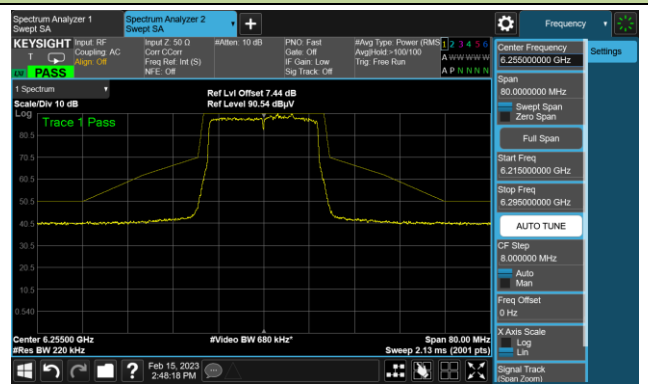 Spectrum Analyzer 1
Swept SA
Spectrum Analyzer 2
Swept SA
Frequency
KEYSIGHT
Input: RF
Coupling: AC
Align: Off
Input Z: 50 Ω
Corr CCorr
Freq Ref: Int (S)
NFE: Off
#Atten: 10 dB
PNO: Fast
Gate: Off
IF Gain: Low
Sig Track: Off
#Avg Type: Power (RMS
Avg|Hold:>100/100
Trig: Free Run
1 2 3 4 5 6
A W W W W W
A P N N N N
T
PASS
1 Spectrum
Scale/Div 10 dB
Ref Lvl Offset 7.44 dB
Ref Level 90.54 dBµV
Log
Trace 1 Pass
80.5
70.5
60.5
50.5
40.5
30.5
20.5
10.5
0.540
Center 6.25500 GHz
#Res BW 220 kHz
#Video BW 680 kHz*
Span 80.00 MHz
Sweep 2.13 ms (2001 pts)
Center Frequency
6.255000000 GHz
Settings
Span
80.0000000 MHz
Swept Span
Zero Span
Full Span
Start Freq
6.215000000 GHz
Stop Freq
6.295000000 GHz
AUTO TUNE
CF Step
8.000000 MHz
Auto
Man
Freq Offset
0 Hz
X Axis Scale
Log
Lin
Signal Track
(Span Zoom)
?
Feb 15, 2023
2:48:18 PM